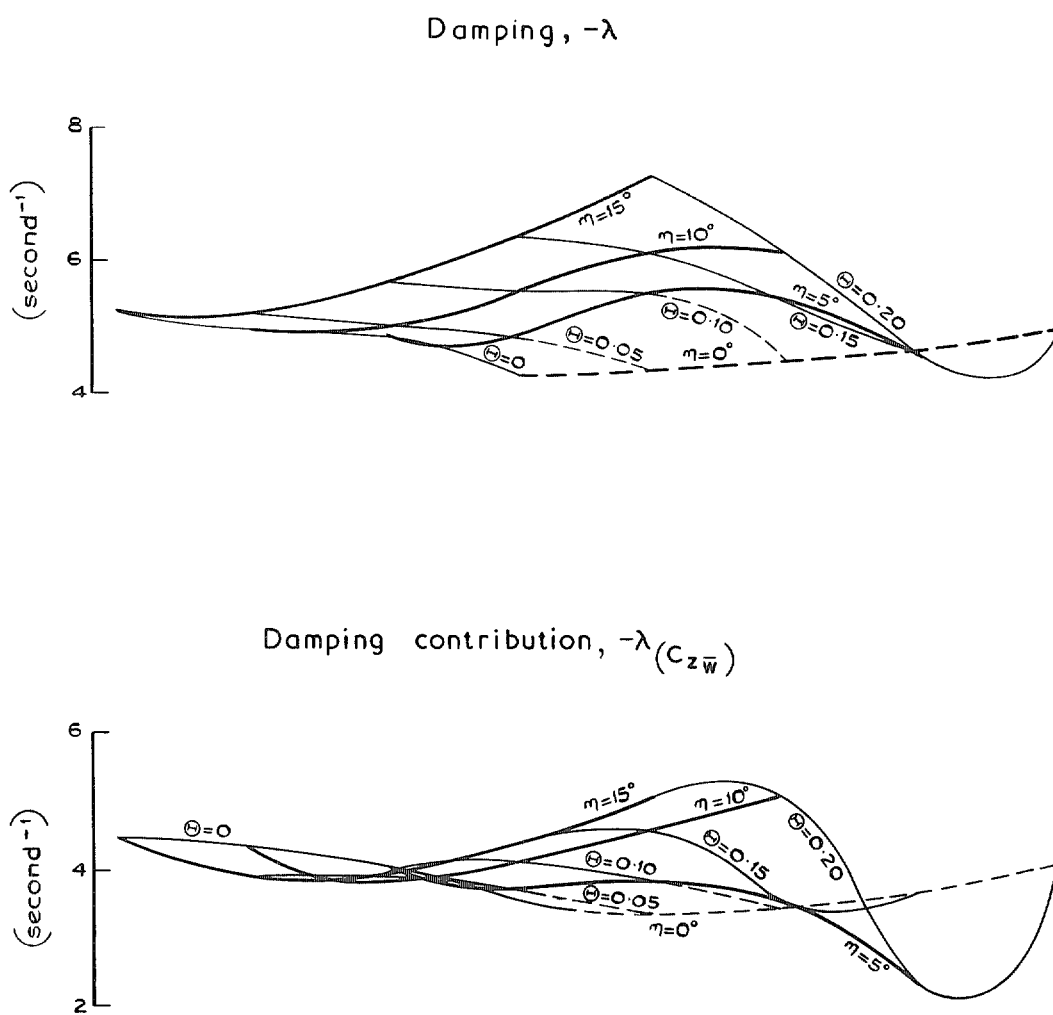 Damping, -λ
8
6
4
(second⁻¹)
η=15°
η=10°
η=5°
η=0°
Θ=0.20
Θ=0.15
Θ=0.10
Θ=0.05
Θ=0
Damping contribution, -λ(C_z w̅)
6
4
2
(second⁻¹)
Θ=0
η=15°
η=10°
Θ=0.20
Θ=0.15
Θ=0.10
Θ=0.05
η=0°
η=5°